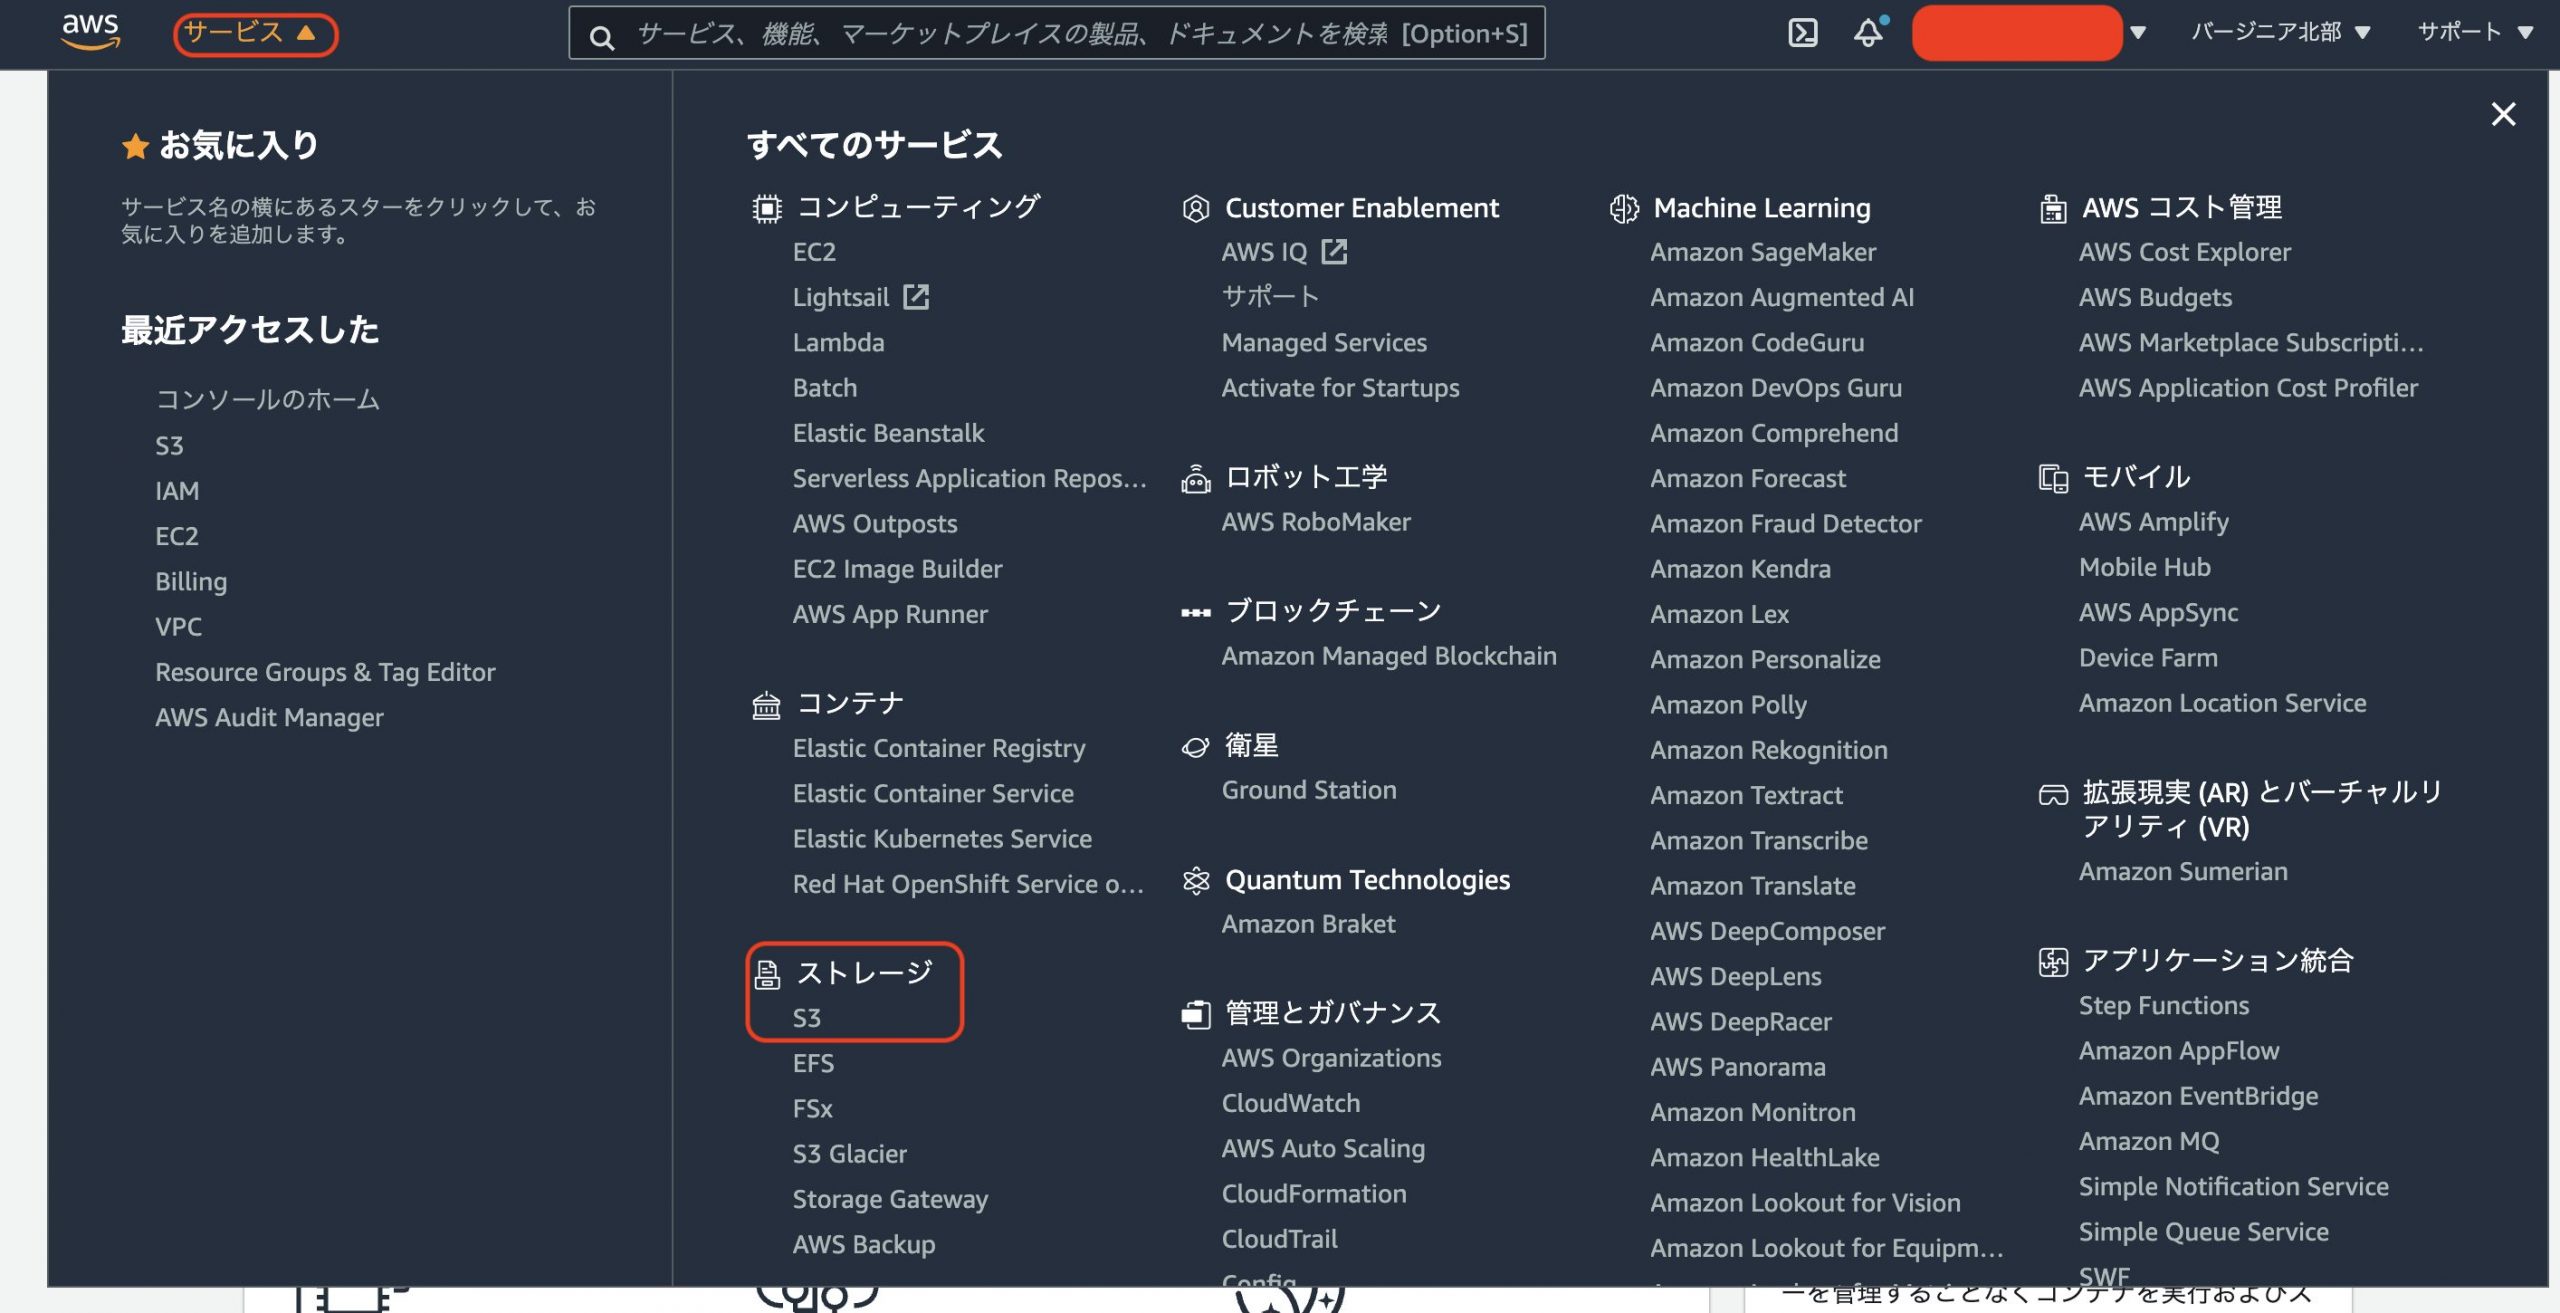 aws
サービス ▲
サービス、機能、マーケットプレイスの製品、ドキュメントを検索 [Option+S]
バージニア北部 ▼
サポート ▼
お気に入り
サービス名の横にあるスターをクリックして、お
気に入りを追加します。
最近アクセスした
コンソールのホーム
S3
IAM
EC2
Billing
VPC
Resource Groups & Tag Editor
AWS Audit Manager
すべてのサービス
コンピューティング
EC2
Lightsail
Lambda
Batch
Elastic Beanstalk
Serverless Application Repos...
AWS Outposts
EC2 Image Builder
AWS App Runner
コンテナ
Elastic Container Registry
Elastic Container Service
Elastic Kubernetes Service
Red Hat OpenShift Service o...
ストレージ
S3
EFS
FSx
S3 Glacier
Storage Gateway
AWS Backup
Customer Enablement
AWS IQ
サポート
Managed Services
Activate for Startups
ロボット工学
AWS RoboMaker
ブロックチェーン
Amazon Managed Blockchain
衛星
Ground Station
Quantum Technologies
Amazon Braket
管理とガバナンス
AWS Organizations
CloudWatch
AWS Auto Scaling
CloudFormation
CloudTrail
Config
Machine Learning
Amazon SageMaker
Amazon Augmented AI
Amazon CodeGuru
Amazon DevOps Guru
Amazon Comprehend
Amazon Forecast
Amazon Fraud Detector
Amazon Kendra
Amazon Lex
Amazon Personalize
Amazon Polly
Amazon Rekognition
Amazon Textract
Amazon Transcribe
Amazon Translate
AWS DeepComposer
AWS DeepLens
AWS DeepRacer
AWS Panorama
Amazon Monitron
Amazon HealthLake
Amazon Lookout for Vision
Amazon Lookout for Equipm...
AWS コスト管理
AWS Cost Explorer
AWS Budgets
AWS Marketplace Subscripti...
AWS Application Cost Profiler
モバイル
AWS Amplify
Mobile Hub
AWS AppSync
Device Farm
Amazon Location Service
拡張現実 (AR) とバーチャルリ
アリティ (VR)
Amazon Sumerian
アプリケーション統合
Step Functions
Amazon AppFlow
Amazon EventBridge
Amazon MQ
Simple Notification Service
Simple Queue Service
SWF
ーを管理することなくコンテナを実行およびス